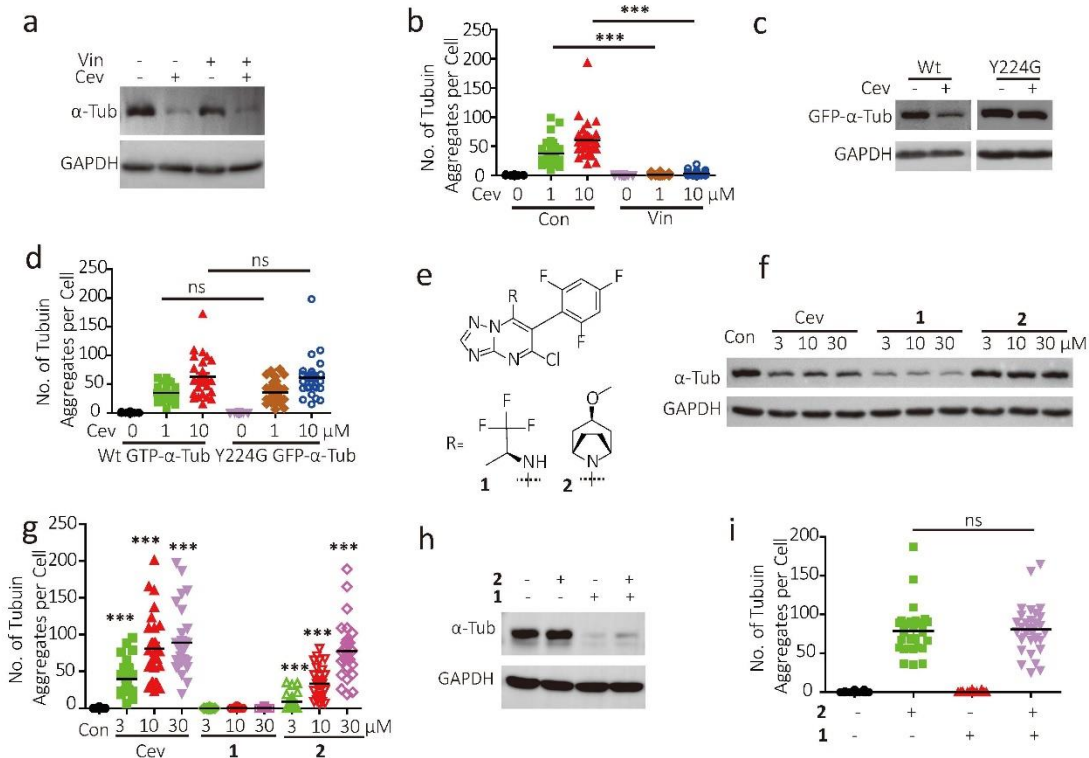 a
Vin - - + +
Cev - + - +
α-Tub
GAPDH
b
No. of Tubuin
Aggregates per Cell
250
200
150
100
50
0
***
***
Cev 0 1 10 0 1 10 μM
Con Vin
c
Wt Y224G
Cev - + - +
GFP-α-Tub
GAPDH
d
No. of Tubuin
Aggregates per Cell
250
200
150
100
50
0
ns
ns
Cev 0 1 10 0 1 10 μM
Wt GTP-α-Tub Y224G GFP-α-Tub
e
R
F
F
F
N
N
N
N
Cl
R=
F
F
F
NH
1
O
N
2
f
Con Cev 1 2
3 10 30 3 10 30 3 10 30 μM
α-Tub
GAPDH
g
No. of Tubuin
Aggregates per Cell
250
200
150
100
50
0
***
***
***
***
***
***
Con 3 10 30 3 10 30 3 10 30 μM
Cev 1 2
h
2 - + - +
1 - - + +
α-Tub
GAPDH
i
No. of Tubuin
Aggregates per Cell
250
200
150
100
50
0
ns
2 - + - +
1 - - + +